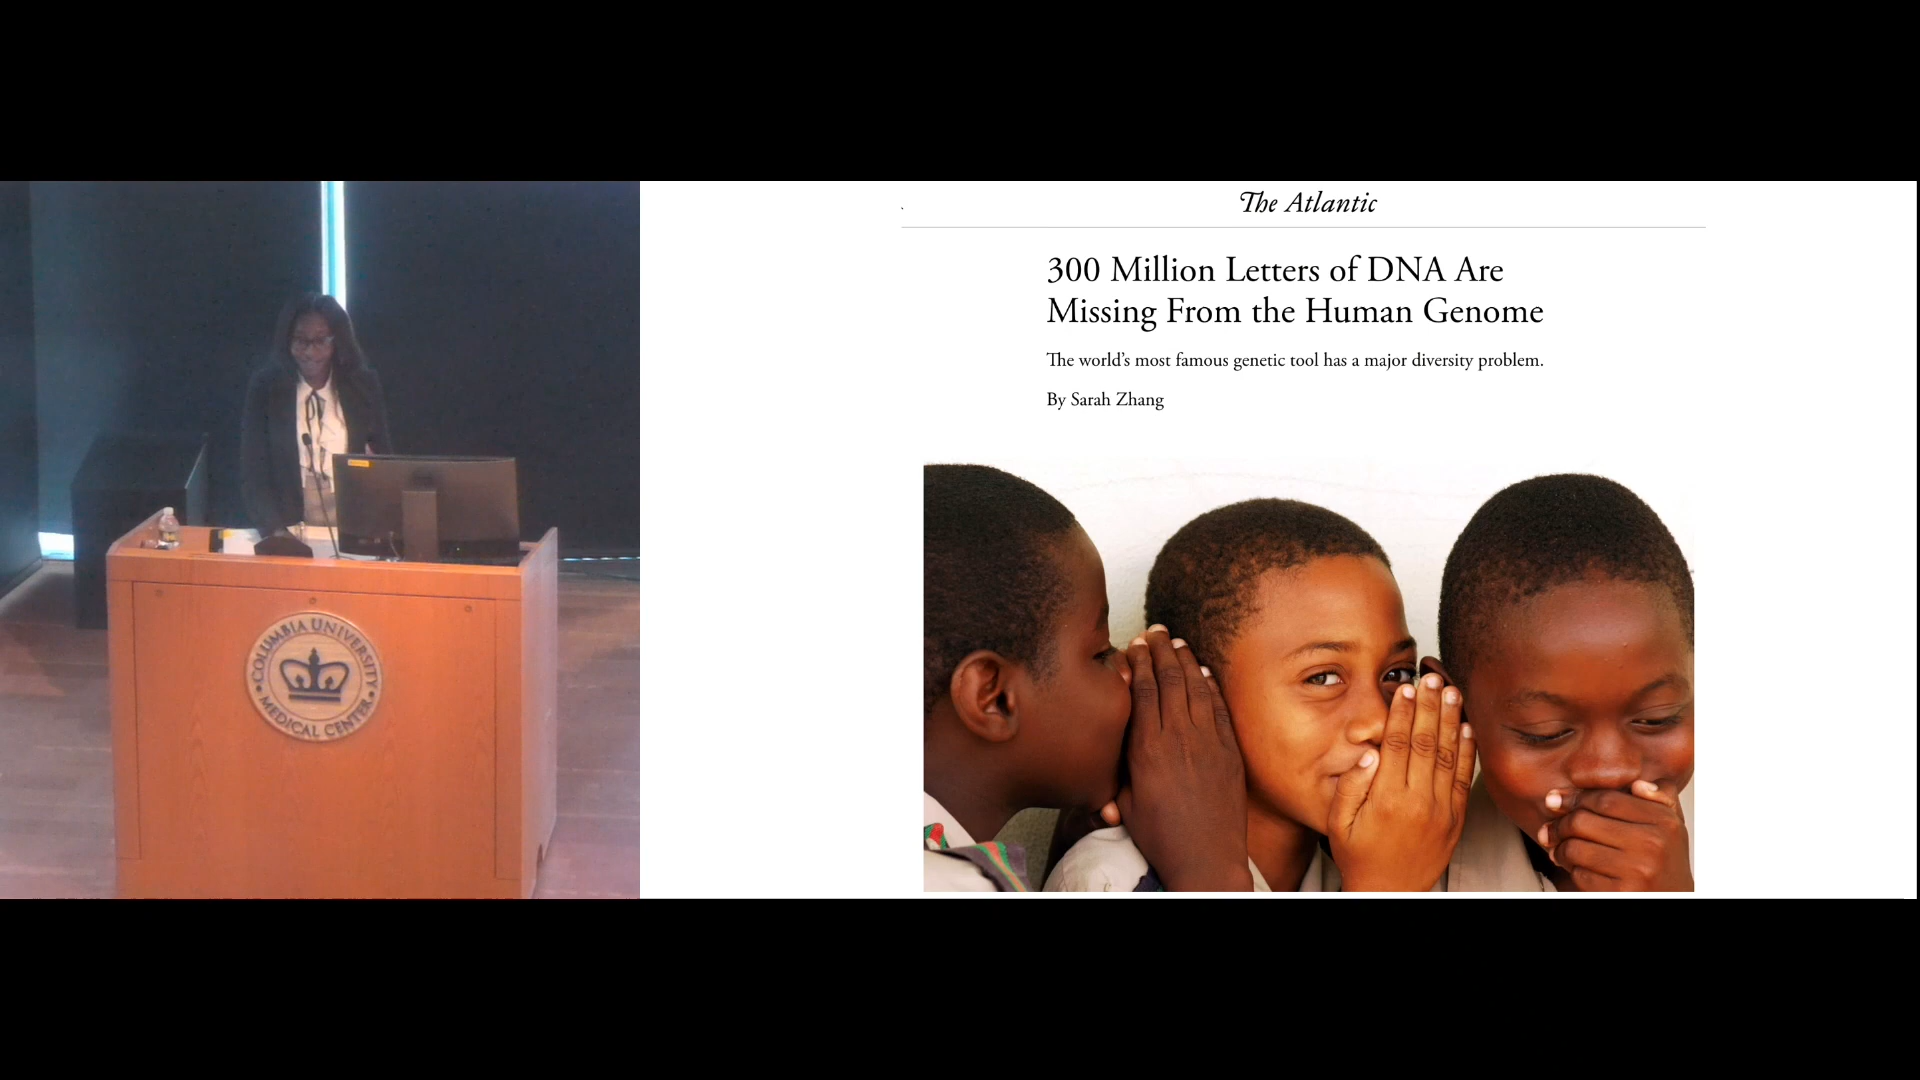 The Atlantic
300 Million Letters of DNA Are
Missing From the Human Genome
The world's most famous genetic tool has a major diversity problem.
By Sarah Zhang
COLUMBIA UNIVERSITY
MEDICAL CENTER